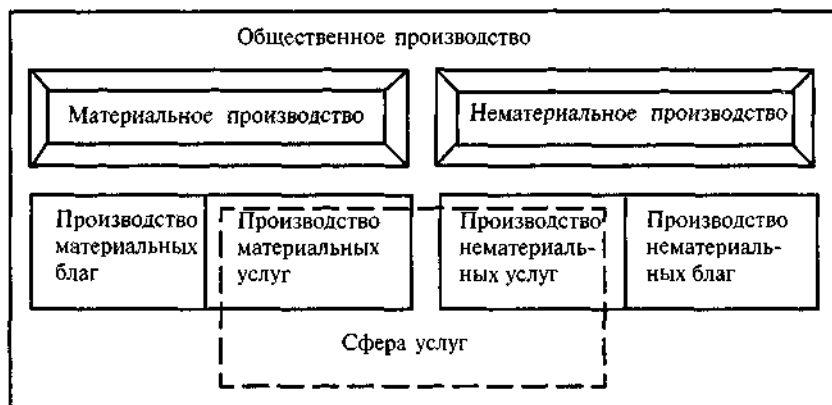 Общественное производство
Материальное производство
Нематериальное производство
Производство
материальных
благ
Производство
материальных
услуг
Производство
нематериаль-
ных услуг
Производство
нематериаль-
ных благ
Сфера услуг